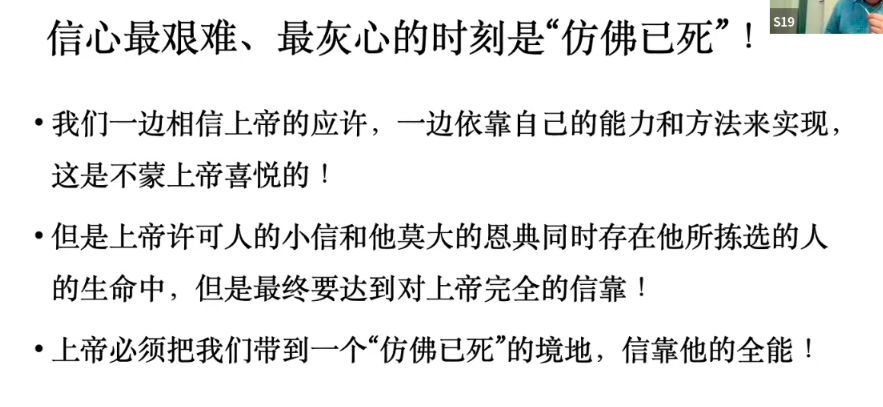 信心最艰难、最灰心的时刻是“仿佛已死”！
S19
• 我们一边相信上帝的应许，一边依靠自己的能力和方法来实现，
这是不蒙上帝喜悦的！
• 但是上帝许可人的小信和他莫大的恩典同时存在他所拣选的人
的生命中，但是最终要达到对上帝完全的信靠！
• 上帝必须把我们带到一个“仿佛已死”的境地，信靠他的全能！